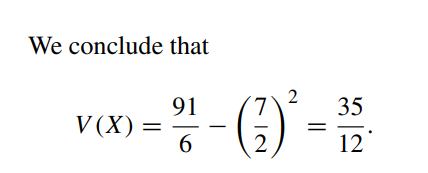 We conclude that
V(X) = 91/6 − (7/2)² = 35/12.